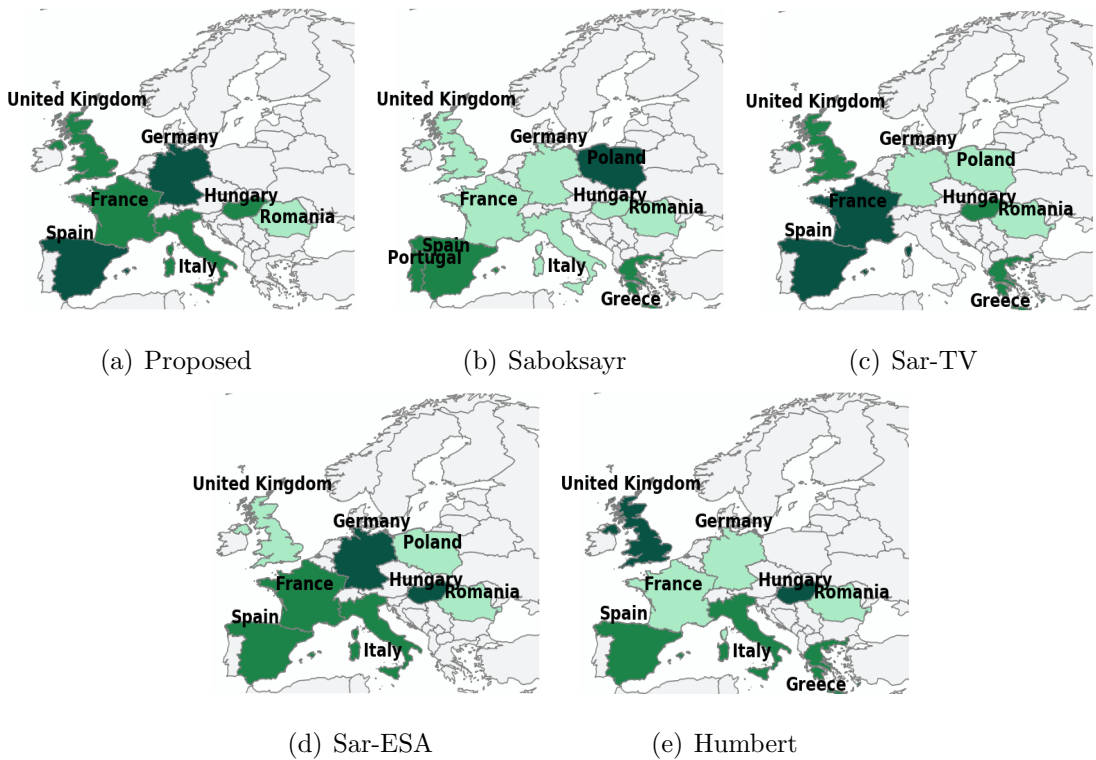 United Kingdom
Germany
Hungary
France
Romania
Spain
Italy
(a) Proposed
United Kingdom
Germany
Poland
Hungary
France
Romania
Spain
Portugal
Italy
Greece
(b) Saboksayr
United Kingdom
Germany
Poland
Hungary
France
Romania
Spain
Greece
(c) Sar-TV
United Kingdom
Germany
Poland
Hungary
France
Romania
Spain
Italy
(d) Sar-ESA
United Kingdom
Germany
Hungary
France
Romania
Spain
Italy
Greece
(e) Humbert